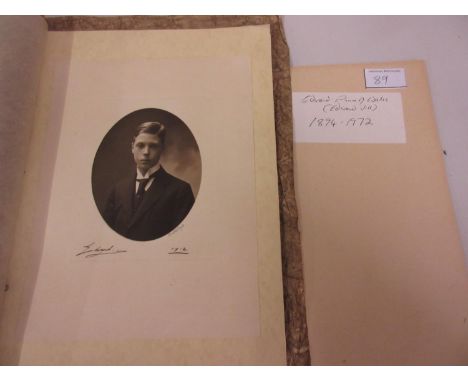 Edward 1912
89
Edward Prince of Wales
(Edward VIII)
1894-1972